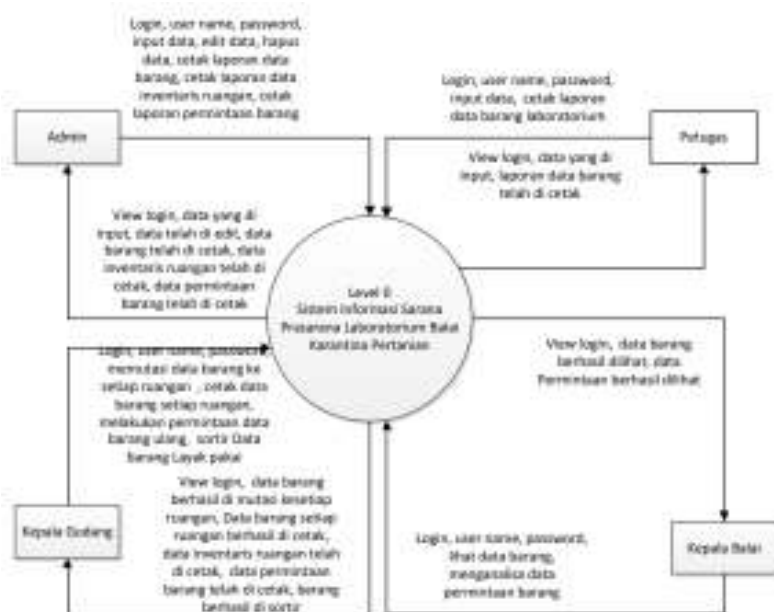 Login, user name, password,
input data, edit data, hapus
data, cetak laporan data
barang, cetak laporan data
inventaris ruangan, cetak
laporan permintaan barang
Admin
Login, user name, password,
input data, cetak laporan
data barang laboratorium
Petugas
View login, data yang di
input, laporan data barang
telah di cetak
View login, data yang di
input, data telah di edit, data
barang telah di cetak, data
inventaris ruangan telah di
cetak, data permintaan
barang telah di cetak
Level 0
Sistem Informasi Sarana
Prasarana Laboratorium Balai
Karantina Pertanian
View login, data barang
berhasil dilihat, data
Permintaan berhasil dilihat
Login, user name, password,
memutasi data barang ke
setiap ruangan , cetak data
barang setiap ruangan,
melakukan permintaan data
barang ulang, sortir Data
barang Layak pakai
Kepala Gudang
View login, data barang
berhasil di mutasi kesetiap
ruangan, Data barang setiap
ruangan berhasil di cetak,
data inventaris ruangan telah
di cetak, data permintaan
barang telah di cetak, barang
berhasil di sortir
Login, user name, password,
lihat data barang,
menganalisa data
permintaan barang
Kepala Balai